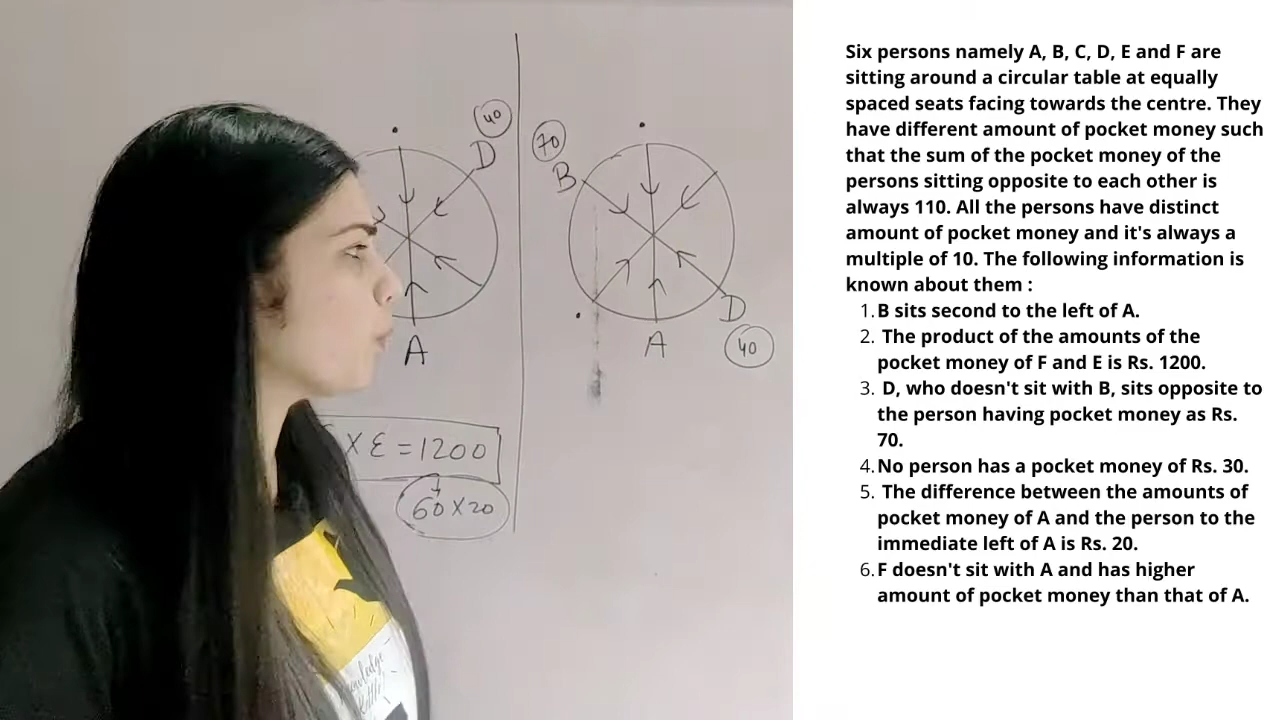 40
D
A
X E = 1200
60 X 20
70
B
D
A
40
Six persons namely A, B, C, D, E and F are
sitting around a circular table at equally
spaced seats facing towards the centre. They
have different amount of pocket money such
that the sum of the pocket money of the
persons sitting opposite to each other is
always 110. All the persons have distinct
amount of pocket money and it's always a
multiple of 10. The following information is
known about them :
1. B sits second to the left of A.
2. The product of the amounts of the
pocket money of F and E is Rs. 1200.
3. D, who doesn't sit with B, sits opposite to
the person having pocket money as Rs.
70.
4. No person has a pocket money of Rs. 30.
5. The difference between the amounts of
pocket money of A and the person to the
immediate left of A is Rs. 20.
6. F doesn't sit with A and has higher
amount of pocket money than that of A.